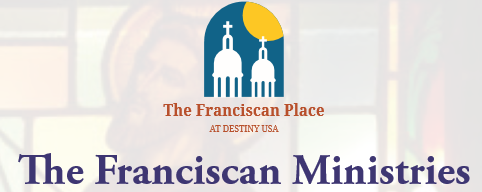 The Franciscan Place
AT DESTINY USA
The Franciscan Ministries